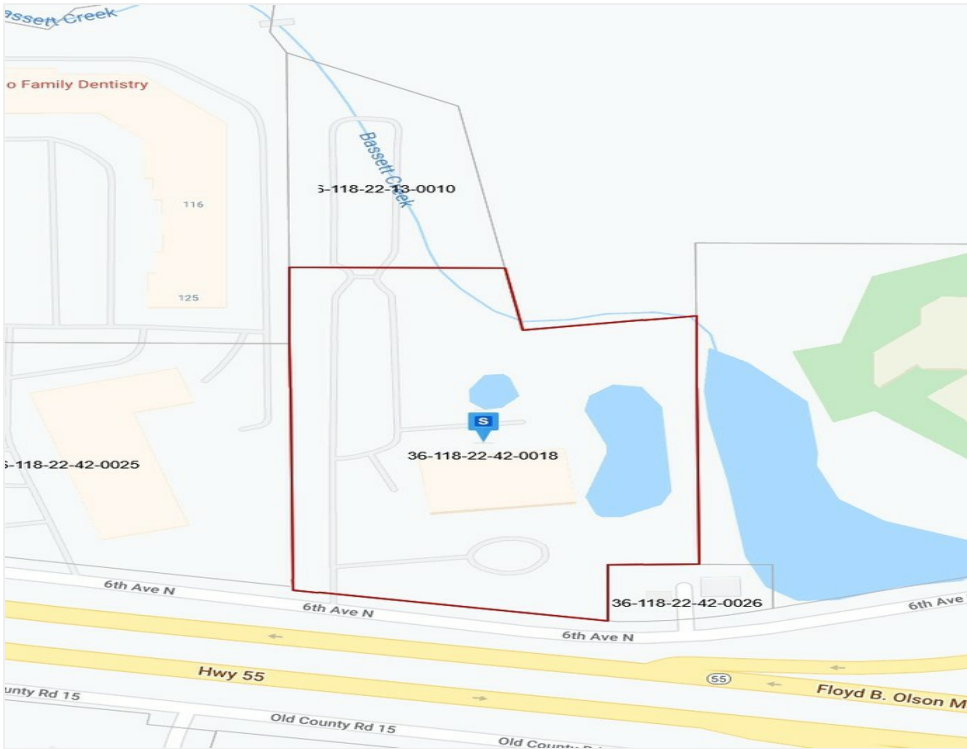 assett Creek
o Family Dentistry
Bassett Creek
6-118-22-13-0010
116
125
S
36-118-22-42-0018
6-118-22-42-0025
36-118-22-42-0026
6th Ave N
6th Ave N
6th Ave N
6th Ave
Hwy 55
55
Floyd B. Olson M
unty Rd 15
Old County Rd 15
Old County R